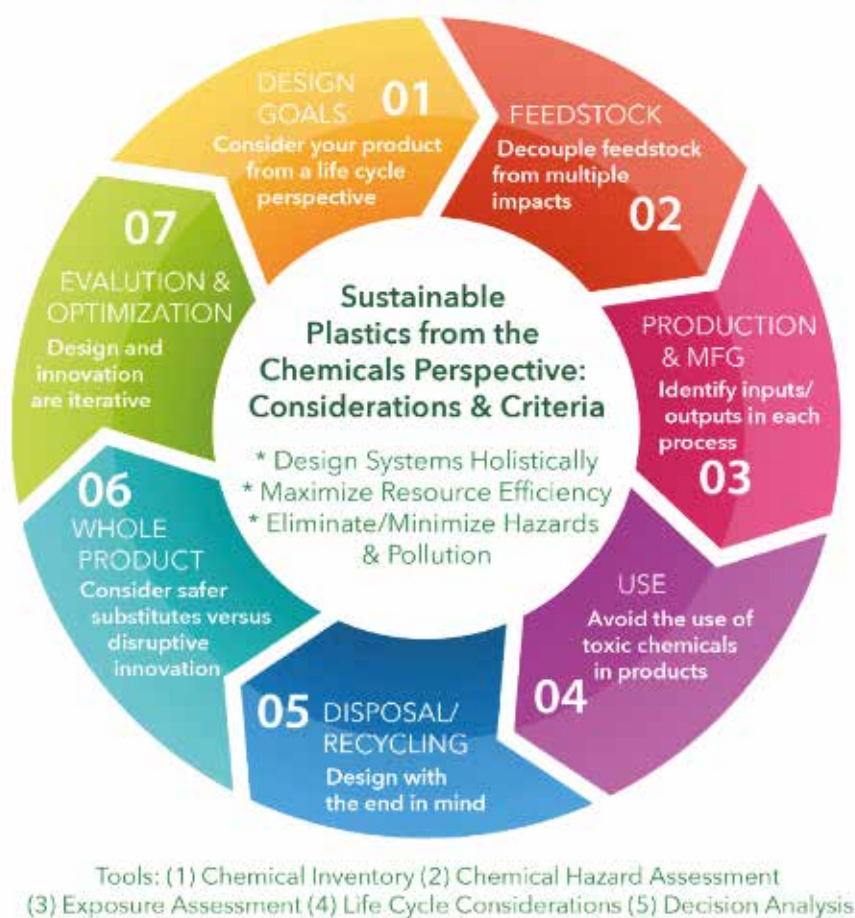 DESIGN
GOALS
01
Consider your product
from a life cycle
perspective
FEEDSTOCK
Decouple feedstock
from multiple
impacts
02
PRODUCTION
& MFG
Identify inputs/
outputs in each
process
03
USE
Avoid the use of
toxic chemicals
in products
04
05
DISPOSAL/
RECYCLING
Design with
the end in mind
06
WHOLE
PRODUCT
Consider safer
substitutes versus
disruptive
innovation
07
EVALUTION &
OPTIMIZATION
Design and
innovation
are iterative
Sustainable
Plastics from the
Chemicals Perspective:
Considerations & Criteria
* Design Systems Holistically
* Maximize Resource Efficiency
* Eliminate/Minimize Hazards
& Pollution
Tools: (1) Chemical Inventory (2) Chemical Hazard Assessment
(3) Exposure Assessment (4) Life Cycle Considerations (5) Decision Analysis